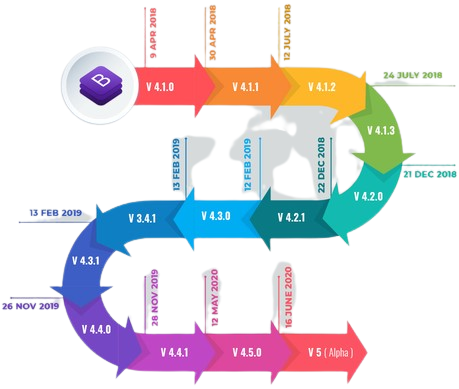 9 APR 2018
30 APR 2018
12 JULY 2018
24 JULY 2018
B
V 4.1.0
V 4.1.1
V 4.1.2
V 4.1.3
21 DEC 2018
13 FEB 2019
12 FEB 2019
22 DEC 2018
V 4.2.0
13 FEB 2019
V 3.4.1
V 4.3.0
V 4.2.1
V 4.3.1
26 NOV 2019
28 NOV 2019
12 MAY 2020
16 JUNE 2020
V 4.4.0
V 4.4.1
V 4.5.0
V 5 ( Alpha )